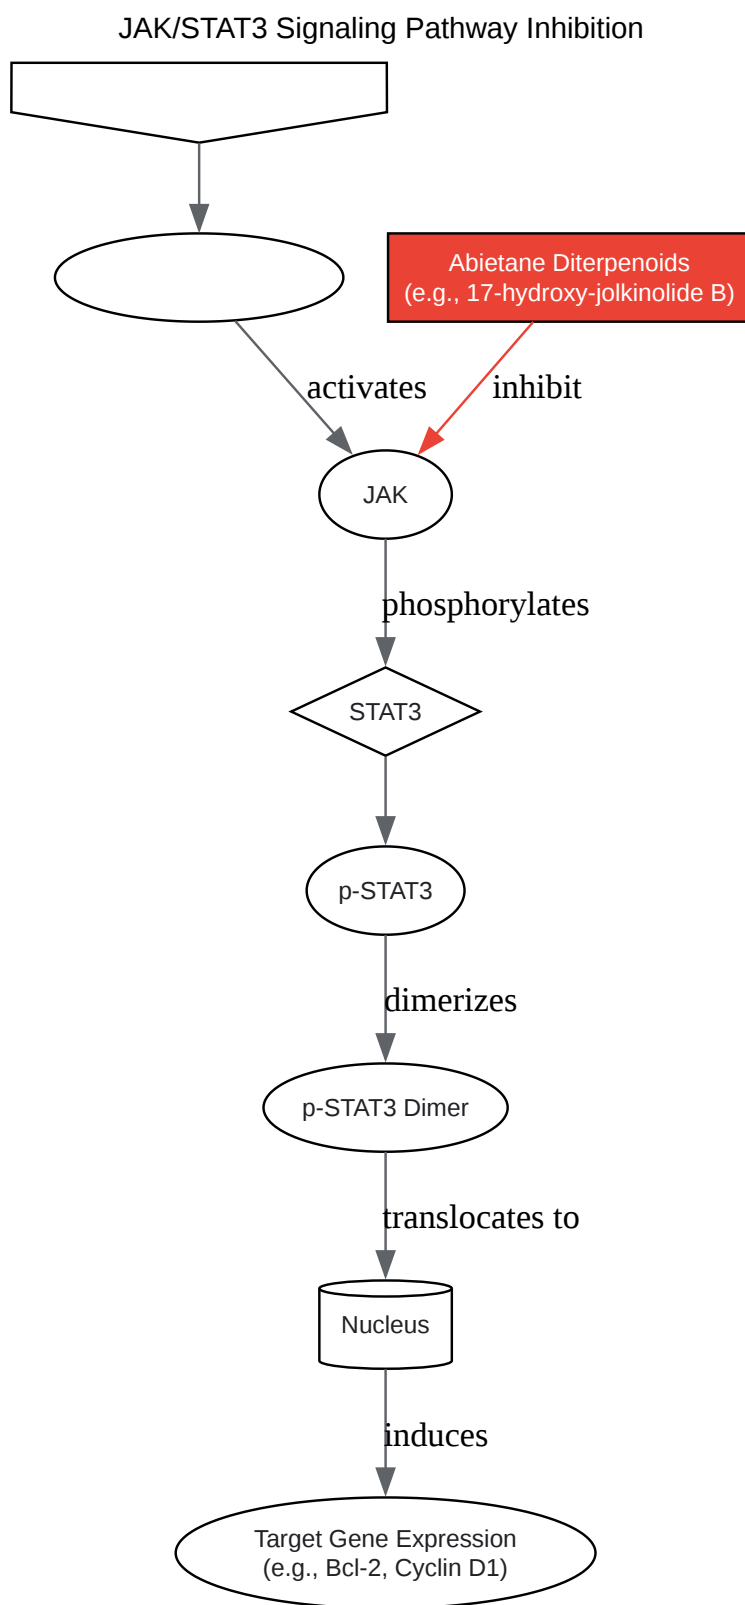 JAK/STAT3 Signaling Pathway Inhibition
Abietane Diterpenoids
(e.g., 17-hydroxy-jolkinolide B)
activates
inhibit
JAK
phosphorylates
STAT3
p-STAT3
dimerizes
p-STAT3 Dimer
translocates to
Nucleus
induces
Target Gene Expression
(e.g., Bcl-2, Cyclin D1)